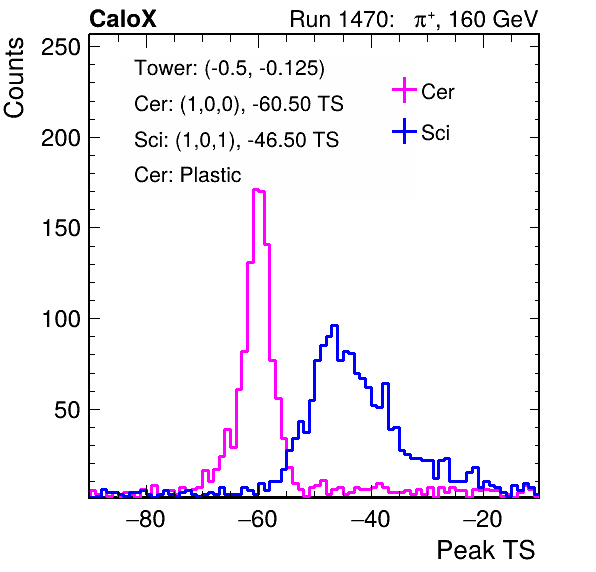 CaloX Run 1470: π⁺, 160 GeV
Counts
250
200
150
100
50
Tower: (-0.5, -0.125)
Cer: (1,0,0), -60.50 TS
Sci: (1,0,1), -46.50 TS
Cer: Plastic
Cer
Sci
−80 −60 −40 −20
Peak TS